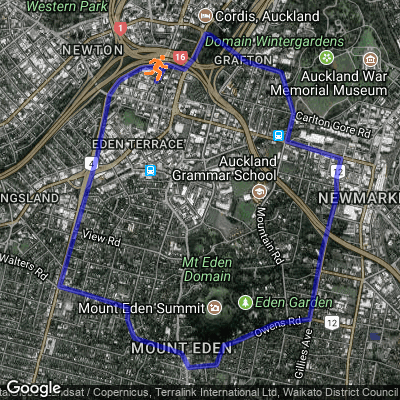 Western Park
Cordis, Auckland
1
NEWTON
Domain Wintergardens
16
GRAFTON
Auckland War
Memorial Museum
Carlton Gore Rd
EDEN TERRACE
4
Auckland
Grammar School
12
NGSLAND
NEWMARKE
Mountain Rd
View Rd
Walters Rd
Mt Eden
Domain
Mount Eden Summit
Eden Garden
Owens Rd
12
MOUNT EDEN
Gillies Ave
Google
ndsat / Copernicus, Terralink International Ltd, Waikato District Council